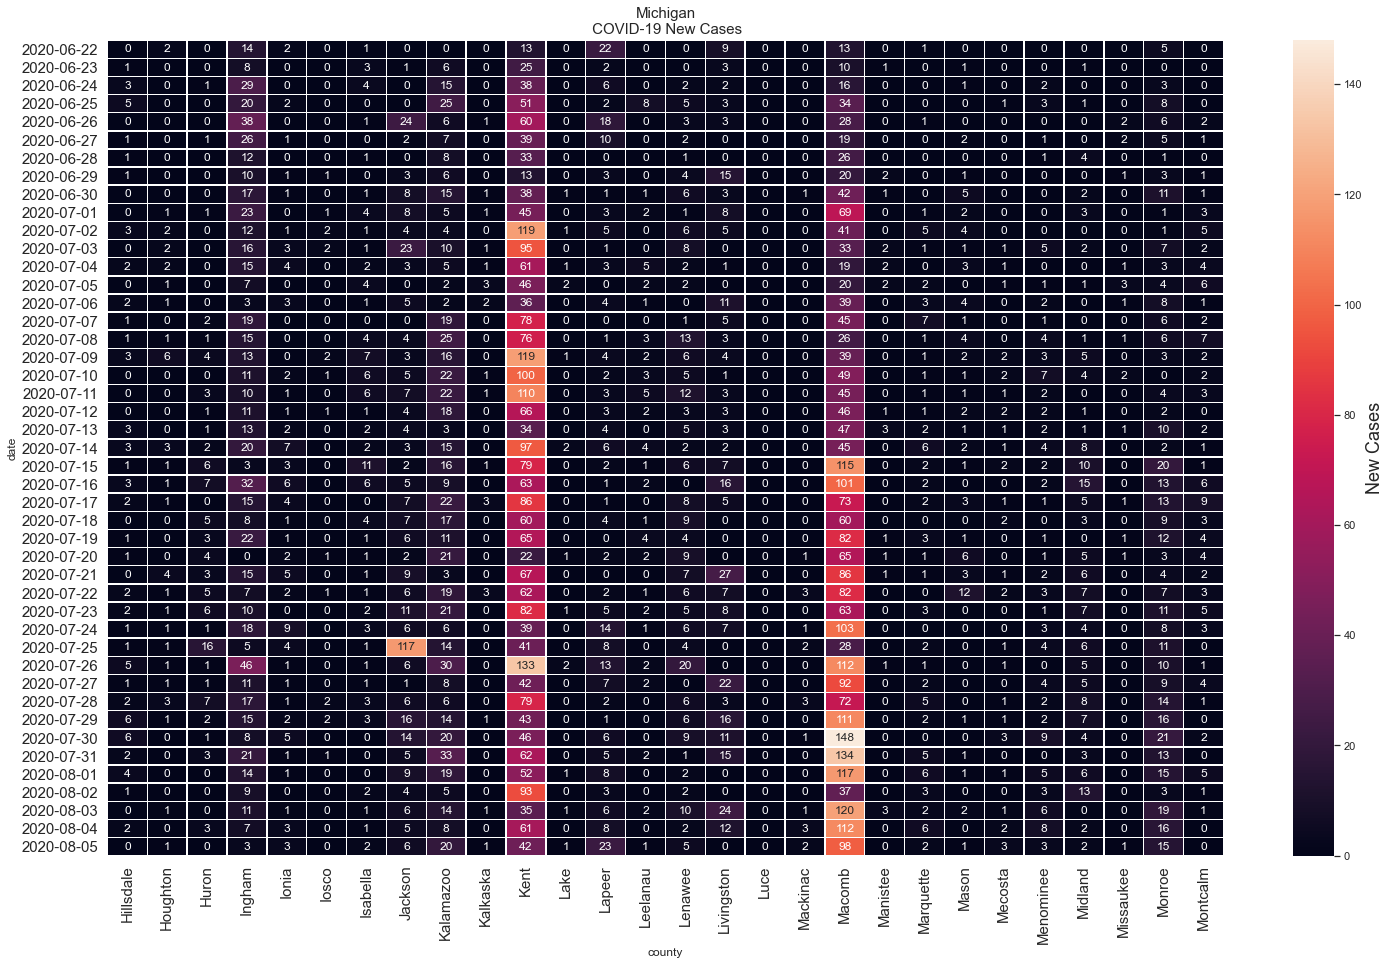 Michigan
COVID-19 New Cases
2020-06-22 0 2 0 14 2 0 1 0 0 0 13 0 22 0 0 9 0 0 13 0 1 0 0 0 0 0 5 0
2020-06-23 1 0 0 8 0 0 3 1 6 0 25 0 2 0 0 3 0 0 10 1 0 1 0 0 1 0 0 0
2020-06-24 3 0 1 29 0 0 4 0 15 0 38 0 6 0 2 2 0 0 16 0 0 1 0 2 0 0 3 0
2020-06-25 5 0 0 20 2 0 0 0 25 0 51 0 2 8 5 3 0 0 34 0 0 0 1 3 1 0 8 0
2020-06-26 0 0 0 38 0 0 1 24 6 1 60 0 18 0 3 3 0 0 28 0 1 0 0 0 0 2 6 2
2020-06-27 1 0 1 26 1 0 0 2 7 0 39 0 10 0 2 0 0 0 19 0 0 2 0 1 0 2 5 1
2020-06-28 1 0 0 12 0 0 1 0 8 0 33 0 0 0 1 0 0 0 26 0 0 0 0 1 4 0 1 0
2020-06-29 1 0 0 10 1 1 0 3 6 0 13 0 3 0 4 15 0 0 20 2 0 1 0 0 0 1 3 1
2020-06-30 0 0 0 17 1 0 1 8 15 1 38 1 1 1 6 3 0 1 42 1 0 5 0 0 2 0 11 1
2020-07-01 0 1 1 23 0 1 4 8 5 1 45 0 3 2 1 8 0 0 69 0 1 2 0 0 3 0 1 3
2020-07-02 3 2 0 12 1 2 1 4 4 0 119 1 5 0 6 5 0 0 41 0 5 4 0 0 0 0 1 5
2020-07-03 0 2 0 16 3 2 1 23 10 1 95 0 1 0 8 0 0 0 33 2 1 1 1 5 2 0 7 2
2020-07-04 2 2 0 15 4 0 2 3 5 1 61 1 3 5 2 1 0 0 19 2 0 3 1 0 0 1 3 4
2020-07-05 0 1 0 7 0 0 4 0 2 3 46 2 0 2 2 0 0 0 20 2 2 0 1 1 1 3 4 6
2020-07-06 2 1 0 3 3 0 1 5 2 2 36 0 4 1 0 11 0 0 39 0 3 4 0 2 0 1 8 1
2020-07-07 1 0 2 19 0 0 0 0 19 0 78 0 0 0 1 5 0 0 45 0 7 1 0 1 0 0 6 2
2020-07-08 1 1 1 15 0 0 4 4 25 0 76 0 1 3 13 3 0 0 26 0 1 4 0 4 1 1 6 7
2020-07-09 3 6 4 13 0 2 7 3 16 0 119 1 4 2 6 4 0 0 39 0 1 2 2 3 5 0 3 2
2020-07-10 0 0 0 11 2 1 6 5 22 1 100 0 2 3 5 1 0 0 49 0 1 1 2 7 4 2 0 2
2020-07-11 0 0 3 10 1 0 6 7 22 1 110 0 3 5 12 3 0 0 45 0 1 1 1 2 0 0 4 3
2020-07-12 0 0 1 11 1 1 1 4 18 0 66 0 3 2 3 3 0 0 46 1 1 2 2 2 1 0 2 0
2020-07-13 3 0 1 13 2 0 2 4 3 0 34 0 4 0 5 3 0 0 47 3 2 1 1 2 1 1 10 2
2020-07-14 3 3 2 20 7 0 2 3 15 0 97 2 6 4 2 2 0 0 45 0 6 2 1 4 8 0 2 1
2020-07-15 1 1 6 3 3 0 11 2 16 1 79 0 2 1 6 7 0 0 115 0 2 1 2 2 10 0 20 1
2020-07-16 3 1 7 32 6 0 6 5 9 0 63 0 1 0 2 16 0 0 101 0 2 0 0 2 15 0 13 6
2020-07-17 2 1 0 15 4 0 0 7 22 3 86 0 1 0 8 5 0 0 73 0 2 3 1 1 5 1 13 9
2020-07-18 0 0 5 8 1 0 4 7 17 0 60 0 4 1 9 0 0 0 60 0 0 0 2 0 3 0 9 3
2020-07-19 1 0 3 22 1 0 1 6 11 0 65 0 0 4 4 0 0 0 82 1 3 1 0 1 0 1 12 4
2020-07-20 1 0 4 0 2 1 1 2 21 0 22 1 2 2 9 0 0 1 65 1 1 6 0 1 5 1 3 4
2020-07-21 0 4 3 15 5 0 1 9 3 0 67 0 0 0 7 27 0 0 86 1 1 3 1 2 6 0 4 2
2020-07-22 2 1 5 7 2 1 1 6 19 3 62 0 2 1 6 7 0 3 82 0 0 12 2 3 7 0 7 3
2020-07-23 2 1 6 10 0 0 2 11 21 0 82 1 5 2 5 8 0 0 63 0 3 0 0 1 7 0 11 5
2020-07-24 1 1 1 18 9 0 3 6 6 0 39 0 14 1 6 7 0 1 103 0 0 0 0 3 4 0 8 3
2020-07-25 1 1 16 5 4 0 1 117 14 0 41 0 8 0 4 0 0 2 28 0 0 0 1 4 6 0 11 0
2020-07-26 5 1 1 46 1 0 1 6 30 0 133 2 13 2 20 0 0 0 112 1 1 0 1 0 5 0 10 1
2020-07-27 1 1 1 11 1 0 1 1 8 0 42 0 7 2 0 22 0 0 92 0 2 0 0 4 5 0 9 4
2020-07-28 2 3 7 17 1 2 3 6 6 0 79 0 2 0 6 3 0 3 72 0 5 0 1 2 8 0 14 1
2020-07-29 6 1 2 15 2 2 3 16 14 1 43 0 1 0 6 16 0 0 111 0 2 1 1 2 7 0 16 0
2020-07-30 6 0 1 8 5 0 0 14 20 0 46 0 6 0 9 11 0 1 148 0 0 0 3 9 4 0 21 2
2020-07-31 2 0 3 21 1 1 0 5 33 0 62 0 5 2 1 15 0 0 134 0 5 1 0 0 3 0 13 0
2020-08-01 4 0 0 14 1 0 0 9 19 0 52 1 8 0 2 0 0 0 117 0 6 1 1 5 6 0 15 5
2020-08-02 1 0 0 9 0 0 2 4 5 0 93 0 3 0 2 0 0 0 37 0 3 0 0 3 13 0 3 1
2020-08-03 0 1 0 11 1 0 1 6 14 1 35 1 6 2 10 24 0 1 120 3 2 2 1 6 0 0 19 1
2020-08-04 2 0 3 7 3 0 1 5 8 0 61 0 8 0 2 12 0 3 112 0 6 0 2 8 2 0 16 0
2020-08-05 0 1 0 3 3 0 2 6 20 1 42 1 23 1 5 0 0 2 98 0 2 1 3 3 2 1 15 0
Hillsdale Houghton Huron Ingham Ionia Iosco Isabella Jackson Kalamazoo Kalkaska Kent Lake Lapeer Leelanau Lenawee Livingston Luce Mackinac Macomb Manistee Marquette Mason Mecosta Menominee Midland Missaukee Monroe Montcalm
county
date
140
120
100
80
60
40
20
0
New Cases